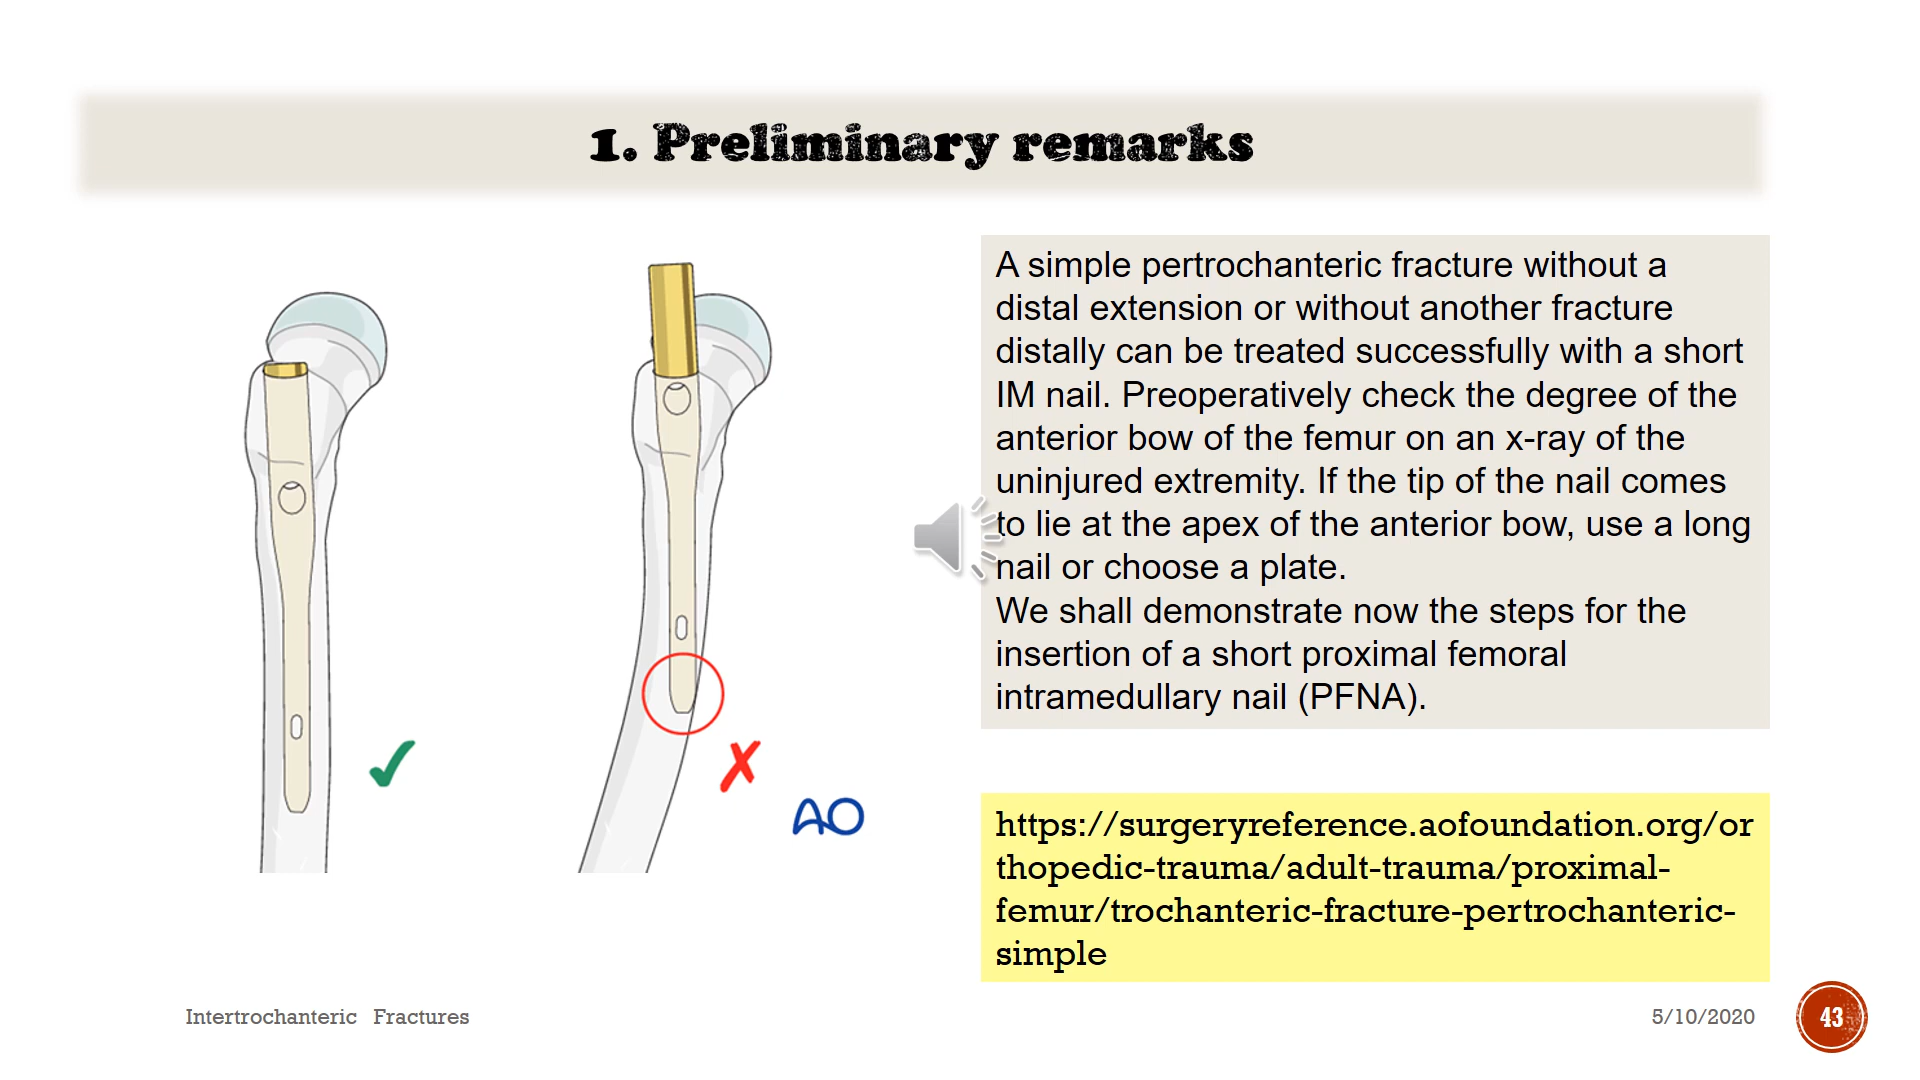 1. Preliminary remarks
A simple pertrochanteric fracture without a
distal extension or without another fracture
distally can be treated successfully with a short
IM nail. Preoperatively check the degree of the
anterior bow of the femur on an x-ray of the
uninjured extremity. If the tip of the nail comes
to lie at the apex of the anterior bow, use a long
nail or choose a plate.
We shall demonstrate now the steps for the
insertion of a short proximal femoral
intramedullary nail (PFNA).
AO
https://surgeryreference.aofoundation.org/or
thopedic-trauma/adult-trauma/proximal-
femur/trochanteric-fracture-pertrochanteric-
simple
Intertrochanteric Fractures
5/10/2020
43